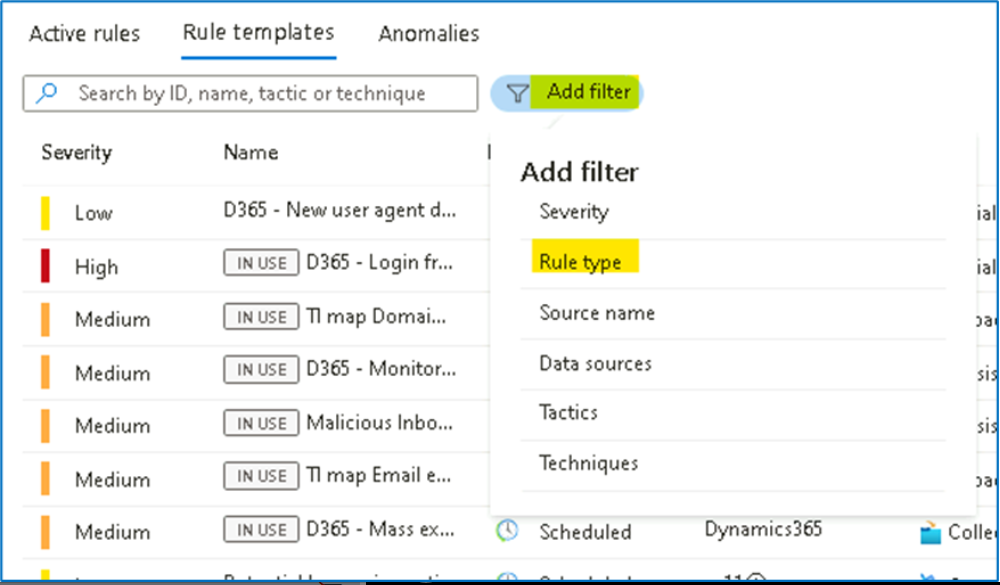 Active rules Rule templates Anomalies
Search by ID, name, tactic or technique Add filter
Severity Name
Add filter
Severity
Rule type
Source name
Data sources
Tactics
Techniques
Low D365 - New user agent d...
High IN USE D365 - Login fr...
Medium IN USE TI map Domai...
Medium IN USE D365 - Monitor...
Medium IN USE Malicious Inbo...
Medium IN USE TI map Email e...
Medium IN USE D365 - Mass ex... Scheduled Dynamics365